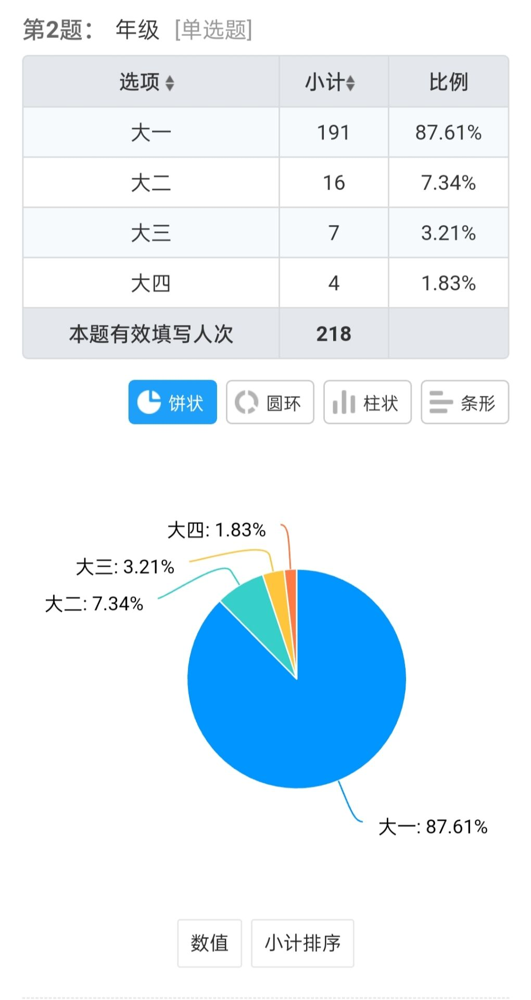 第2题： 年级 [单选题]
选项 小计 比例
大一 191 87.61%
大二 16 7.34%
大三 7 3.21%
大四 4 1.83%
本题有效填写人次 218
饼状 圆环 柱状 条形
大四: 1.83%
大三: 3.21%
大二: 7.34%
大一: 87.61%
数值 小计排序